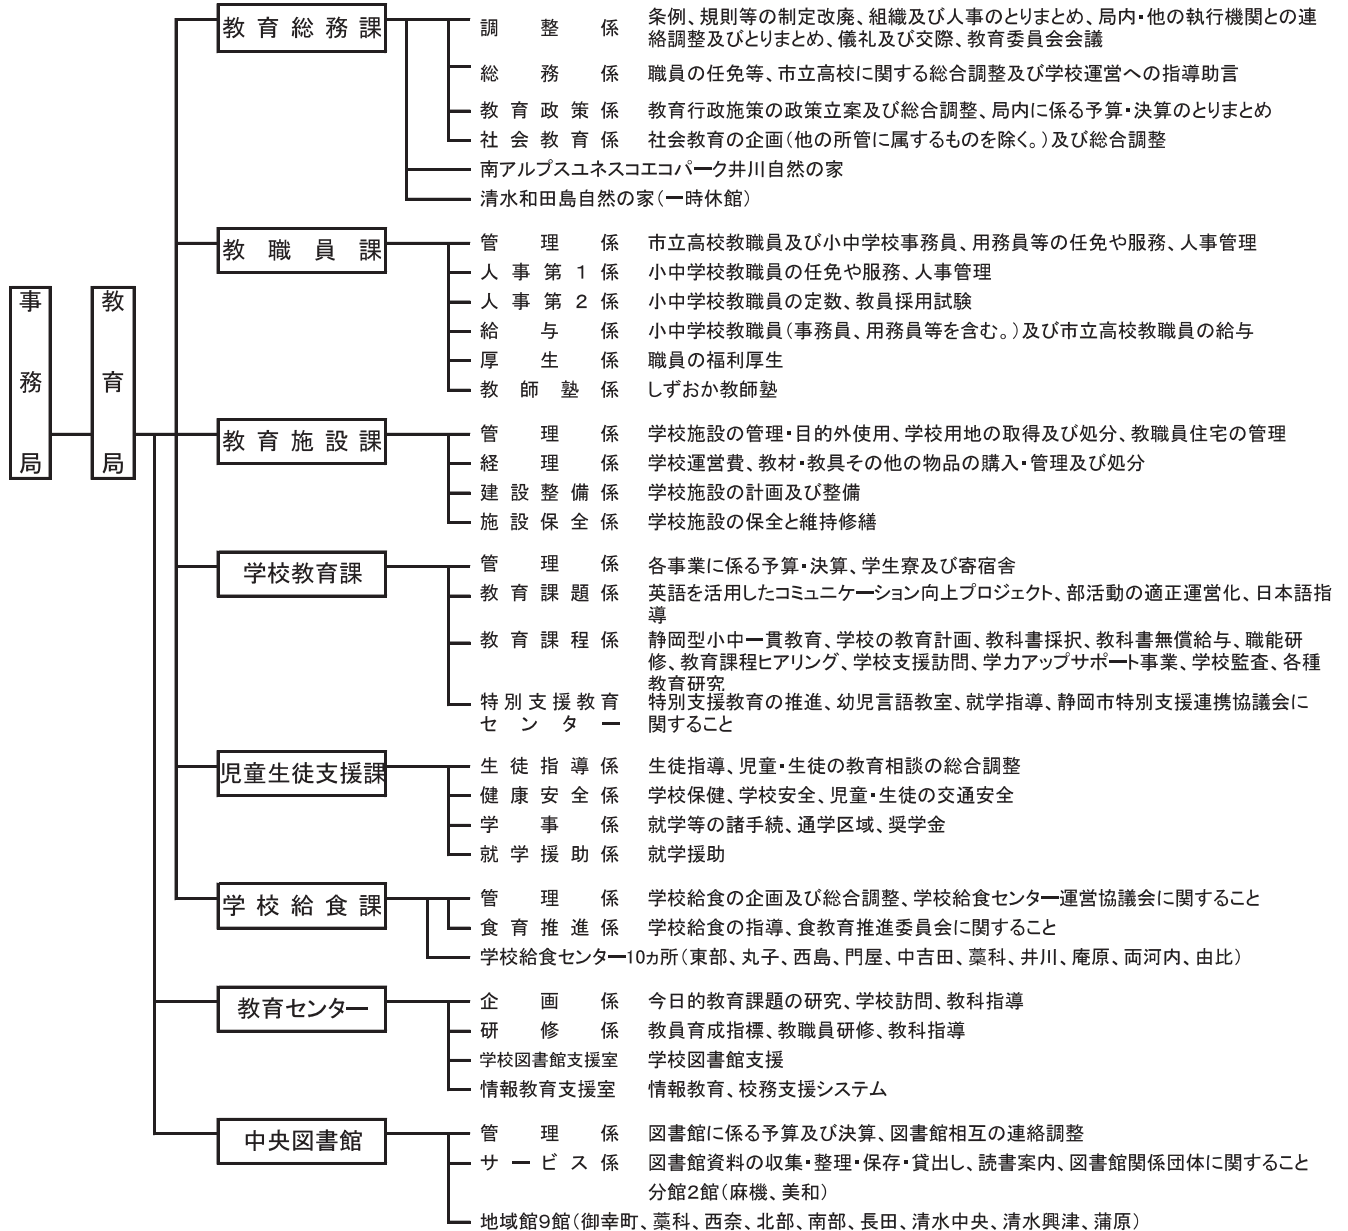 事務局
教育局
教育総務課
調整係 条例、規則等の制定改廃、組織及び人事のとりまとめ、局内・他の執行機関との連
絡調整及びとりまとめ、儀礼及び交際、教育委員会会議
総務係 職員の任免等、市立高校に関する総合調整及び学校運営への指導助言
教育政策係 教育行政施策の政策立案及び総合調整、局内に係る予算・決算のとりまとめ
社会教育係 社会教育の企画(他の所管に属するものを除く。)及び総合調整
南アルプスユネスコエコパーク井川自然の家
清水和田島自然の家(一時休館)
教職員課
管理係 市立高校教職員及び小中学校事務員、用務員等の任免や服務、人事管理
人事第1係 小中学校教職員の任免や服務、人事管理
人事第2係 小中学校教職員の定数、教員採用試験
給与係 小中学校教職員(事務員、用務員等を含む。)及び市立高校教職員の給与
厚生係 職員の福利厚生
教師塾係 しずおか教師塾
教育施設課
管理係 学校施設の管理・目的外使用、学校用地の取得及び処分、教職員住宅の管理
経理係 学校運営費、教材・教具その他の物品の購入・管理及び処分
建設整備係 学校施設の計画及び整備
施設保全係 学校施設の保全と維持修繕
学校教育課
管理係 各事業に係る予算・決算、学生寮及び寄宿舎
教育課題係 英語を活用したコミュニケーション向上プロジェクト、部活動の適正運営化、日本語指
導
教育課程係 静岡型小中一貫教育、学校の教育計画、教科書採択、教科書無償給与、職能研
修、教育課程ヒアリング、学校支援訪問、学力アップサポート事業、学校監査、各種
教育研究
特別支援教育 特別支援教育の推進、幼児言語教室、就学指導、静岡市特別支援連携協議会に
センター 関すること
児童生徒支援課
生徒指導係 生徒指導、児童・生徒の教育相談の総合調整
健康安全係 学校保健、学校安全、児童・生徒の交通安全
学事係 就学等の諸手続、通学区域、奨学金
就学援助係 就学援助
学校給食課
管理係 学校給食の企画及び総合調整、学校給食センター運営協議会に関すること
食育推進係 学校給食の指導、食教育推進委員会に関すること
学校給食センター10ヵ所(東部、丸子、西島、門屋、中吉田、藁科、井川、庵原、両河内、由比)
教育センター
企画係 今日的教育課題の研究、学校訪問、教科指導
研修係 教員育成指標、教職員研修、教科指導
学校図書館支援室 学校図書館支援
情報教育支援室 情報教育、校務支援システム
中央図書館
管理係 図書館に係る予算及び決算、図書館相互の連絡調整
サービス係 図書館資料の収集・整理・保存・貸出し、読書案内、図書館関係団体に関すること
分館2館(麻機、美和)
地域館9館(御幸町、藁科、西奈、北部、南部、長田、清水中央、清水興津、蒲原)